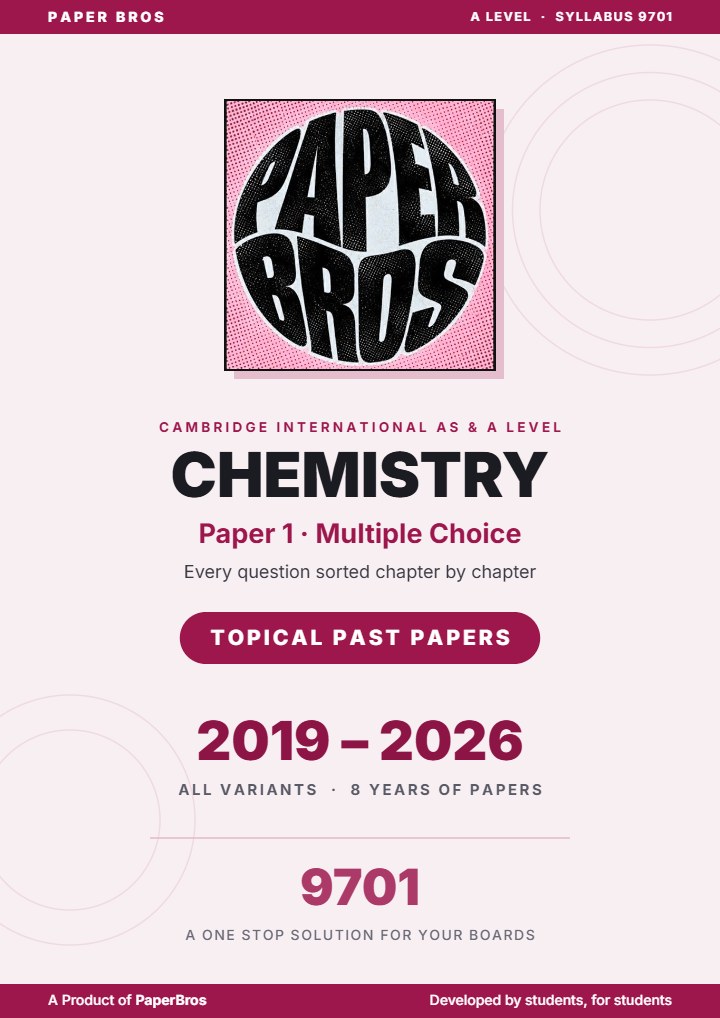 PAPER BROS
A LEVEL · SYLLABUS 9701
PAPER
BROS
CAMBRIDGE INTERNATIONAL AS & A LEVEL
CHEMISTRY
Paper 1 · Multiple Choice
Every question sorted chapter by chapter
TOPICAL PAST PAPERS
2019 – 2026
ALL VARIANTS · 8 YEARS OF PAPERS
9701
A ONE STOP SOLUTION FOR YOUR BOARDS
A Product of PaperBros
Developed by students, for students